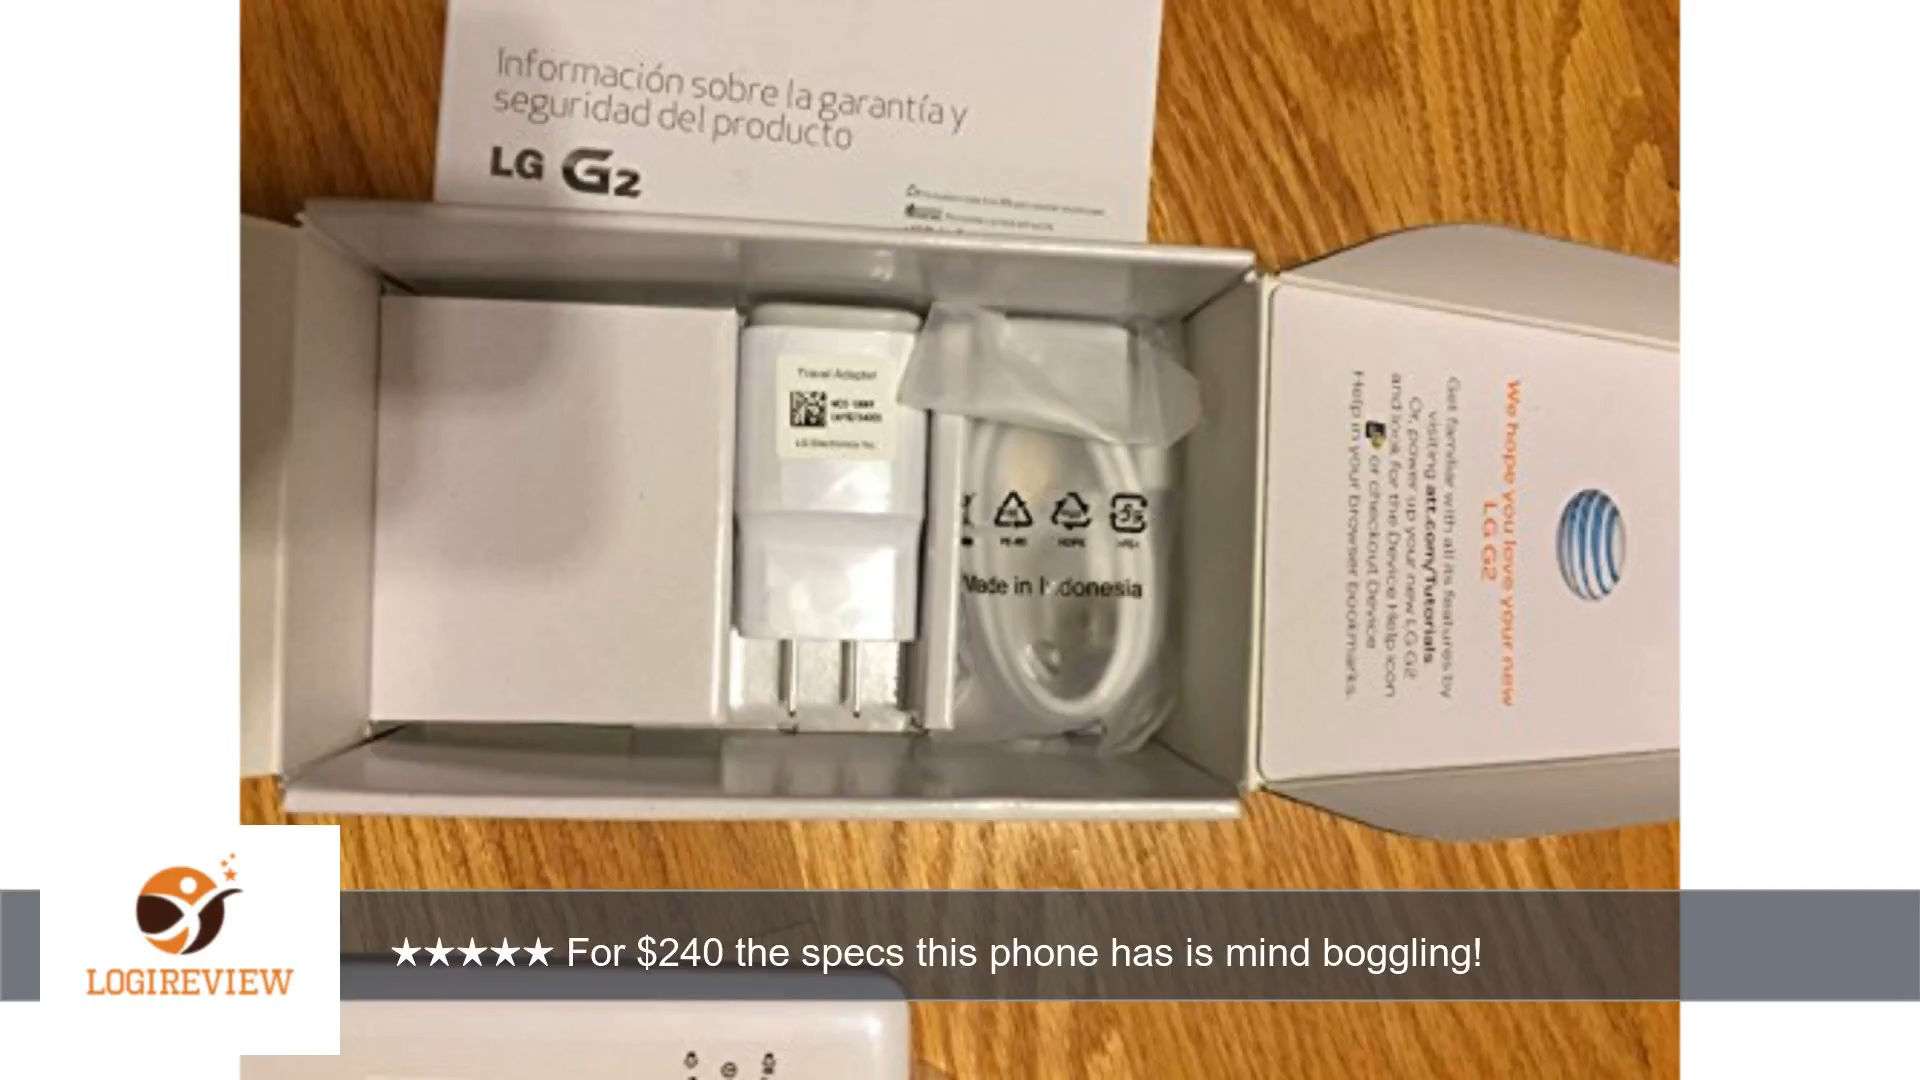 Información sobre la garantía y
seguridad del producto
LG G2
Travel Adapter
LG Electronics Inc.
Made in Indonesia
We hope you love your new
LG G2
Get familiar with all its features by
visiting att.com/Tutorials
Or, power up your new LG G2
and look for the Device Help icon
or checkout Device
Help in your browser bookmarks.
LOGIREVIEW
★★★★★ For $240 the specs this phone has is mind boggling!